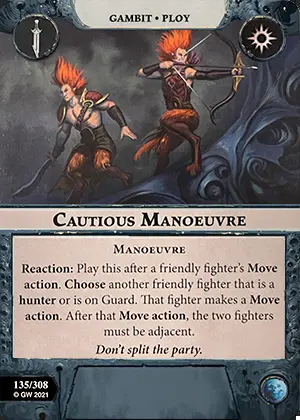 GAMBIT • PLOY
CAUTIOUS MANOEUVRE
MANOEUVRE
Reaction: Play this after a friendly fighter's Move
action. Choose another friendly fighter that is a
hunter or is on Guard. That fighter makes a Move
action. After that Move action, the two fighters
must be adjacent.
Don't split the party.
135/308
© GW 2021